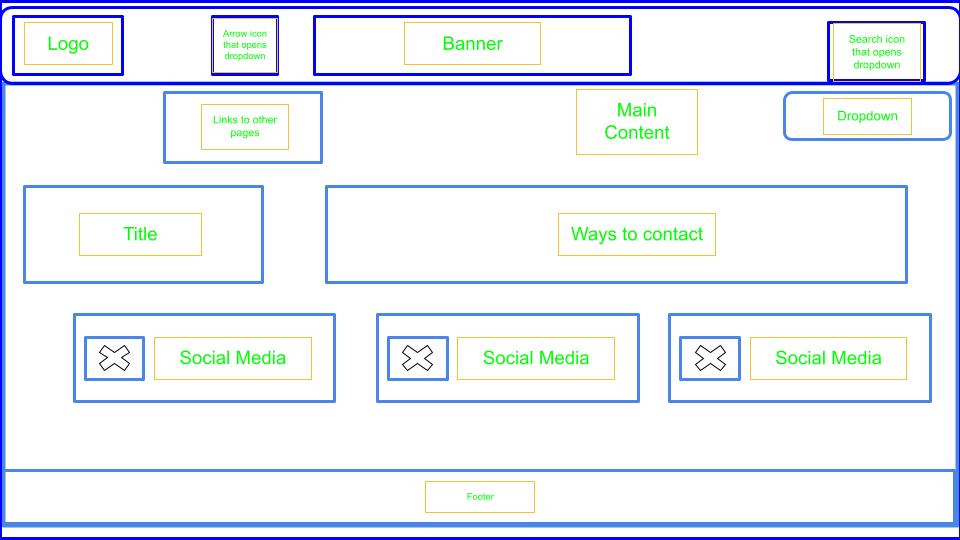 Logo
Arrow icon
that opens
dropdown
Banner
Search icon
that opens
dropdown
Links to other
pages
Main
Content
Dropdown
Title
Ways to contact
Social Media
Social Media
Social Media
Footer